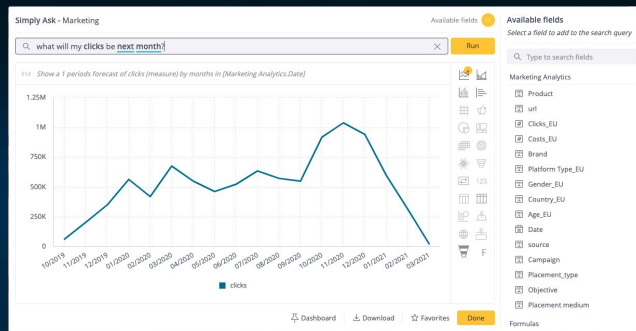 Simply Ask - Marketing
Available fields
what will my clicks be next month?
Run
Show a 1 periods forecast of clicks (measure) by months in [Marketing Analytics.Date]
1.25M
1M
750K
500K
250K
0
10/2019
11/2019
12/2019
01/2020
02/2020
03/2020
04/2020
05/2020
06/2020
07/2020
08/2020
09/2020
10/2020
11/2020
12/2020
01/2021
02/2021
03/2021
clicks
123
F
Dashboard
Download
Favorites
Done
Available fields
Select a field to add to the search query
Type to search fields
Marketing Analytics
Product
url
Clicks_EU
Costs_EU
Brand
Platform Type_EU
Gender_EU
Country_EU
Age_EU
Date
source
Campaign
Placement_type
Objective
Placement medium
Formulas